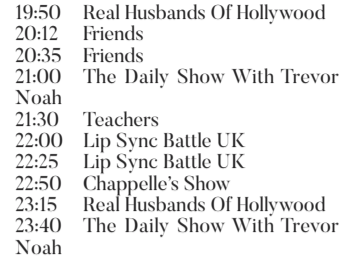 19:50 Real Husbands Of Hollywood
20:12 Friends
20:35 Friends
21:00 The Daily Show With Trevor
Noah
21:30 Teachers
22:00 Lip Sync Battle UK
22:25 Lip Sync Battle UK
22:50 Chappelle's Show
23:15 Real Husbands Of Hollywood
23:40 The Daily Show With Trevor
Noah